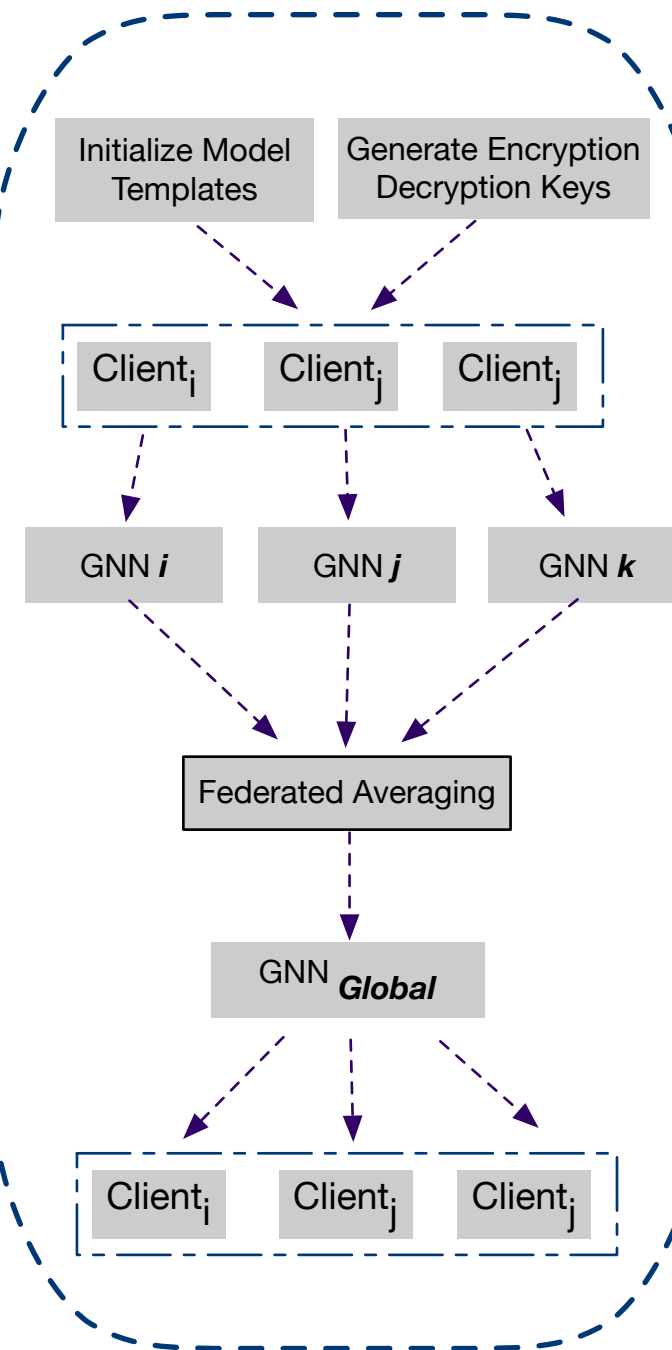 Initialize Model
Templates
Generate Encryption
Decryption Keys
Client_i
Client_j
Client_j
GNN i
GNN j
GNN k
Federated Averaging
GNN Global
Client_i
Client_j
Client_j